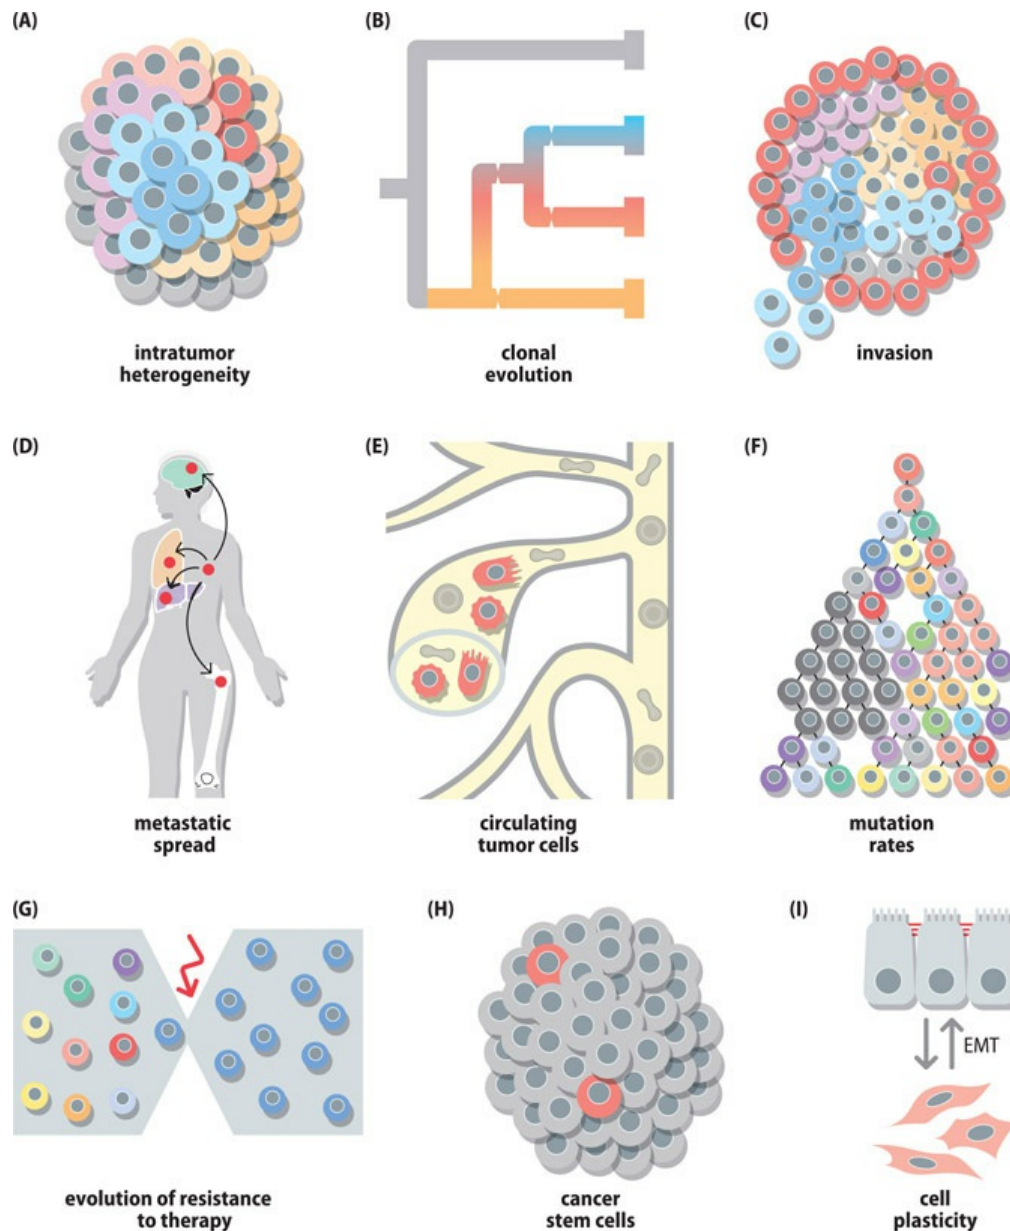 (A)
(B)
(C)
intratumor
heterogeneity
clonal
evolution
invasion
(D)
(E)
(F)
metastatic
spread
circulating
tumor cells
mutation
rates
(G)
(H)
(I)
EMT
evolution of resistance
to therapy
cancer
stem cells
cell
plasticity